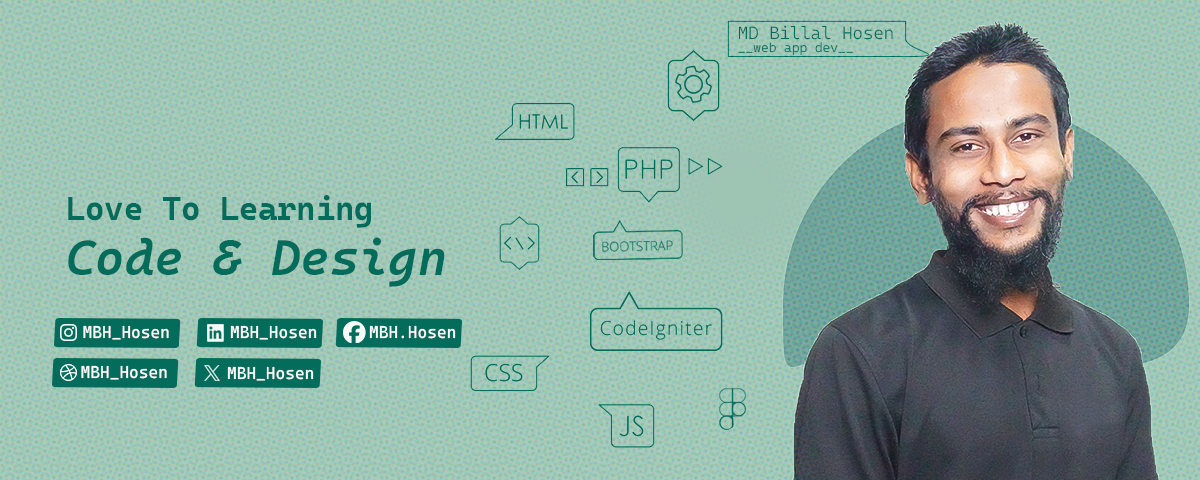 MD Billal Hosen
__web app dev__
HTML
PHP
BOOTSTRAP
CodeIgniter
CSS
JS
Love To Learning
Code & Design
MBH_Hosen
MBH_Hosen
MBH.Hosen
MBH_Hosen
MBH_Hosen